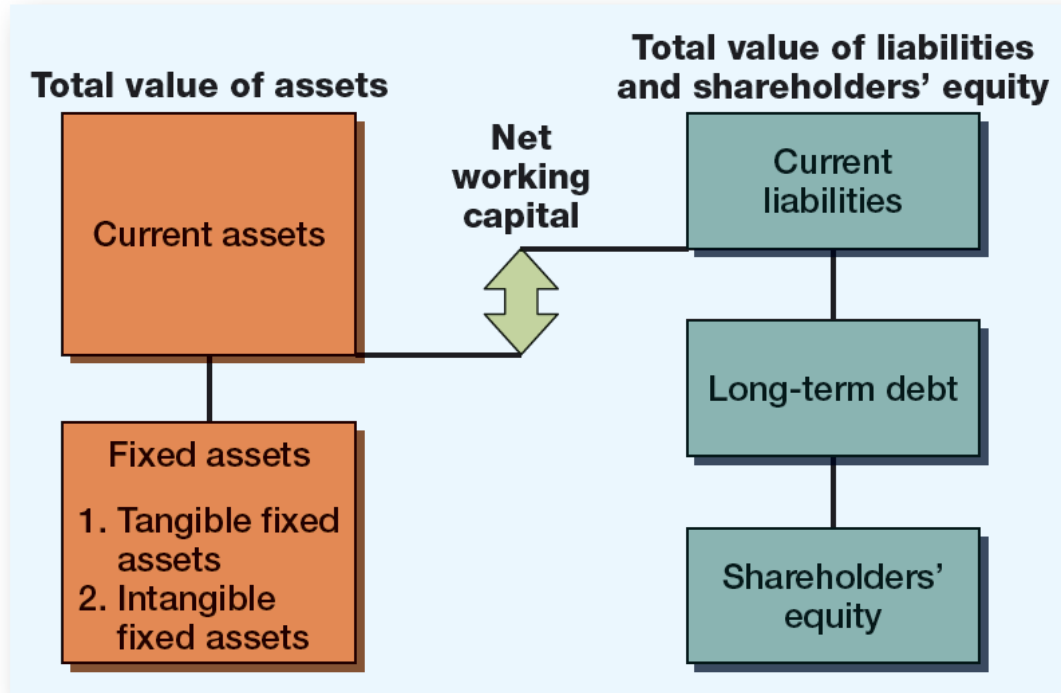 Total value of assets
Current assets
Fixed assets
1. Tangible fixed
assets
2. Intangible
fixed assets
Net
working
capital
Total value of liabilities
and shareholders’ equity
Current
liabilities
Long-term debt
Shareholders’
equity